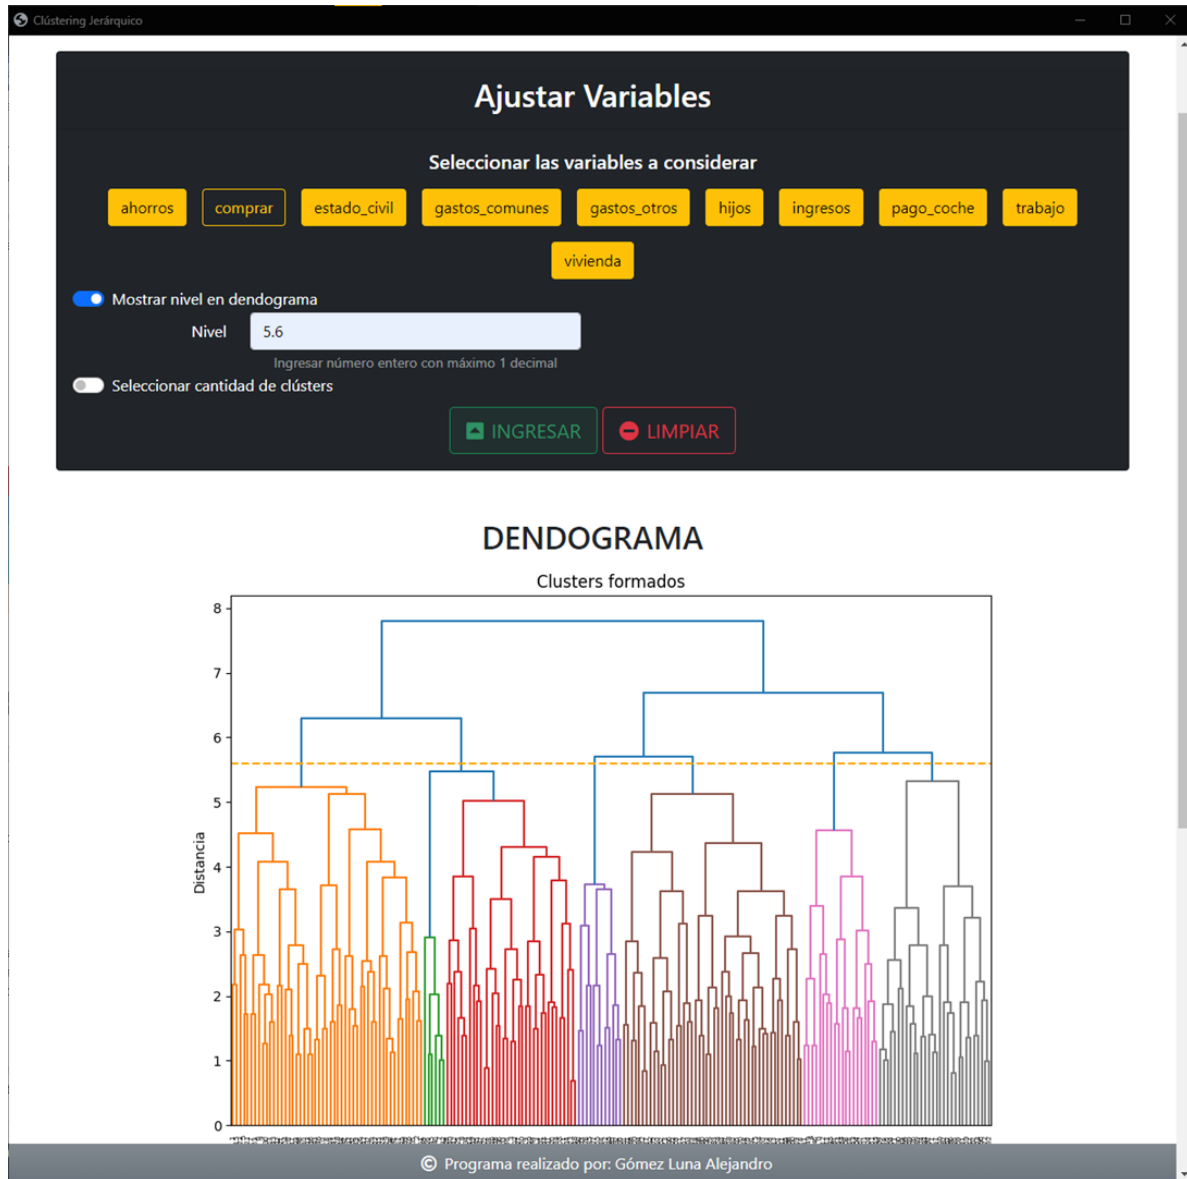 Clústering Jerárquico
Ajustar Variables
Seleccionar las variables a considerar
ahorros comprar estado_civil gastos_comunes gastos_otros hijos ingresos pago_coche trabajo
vivienda
Mostrar nivel en dendograma
Nivel 5.6
Ingresar número entero con máximo 1 decimal
Seleccionar cantidad de clústers
INGRESAR LIMPIAR
DENDOGRAMA
Clusters formados
8
7
6
5
4
3
2
1
0
Distancia
© Programa realizado por: Gómez Luna Alejandro